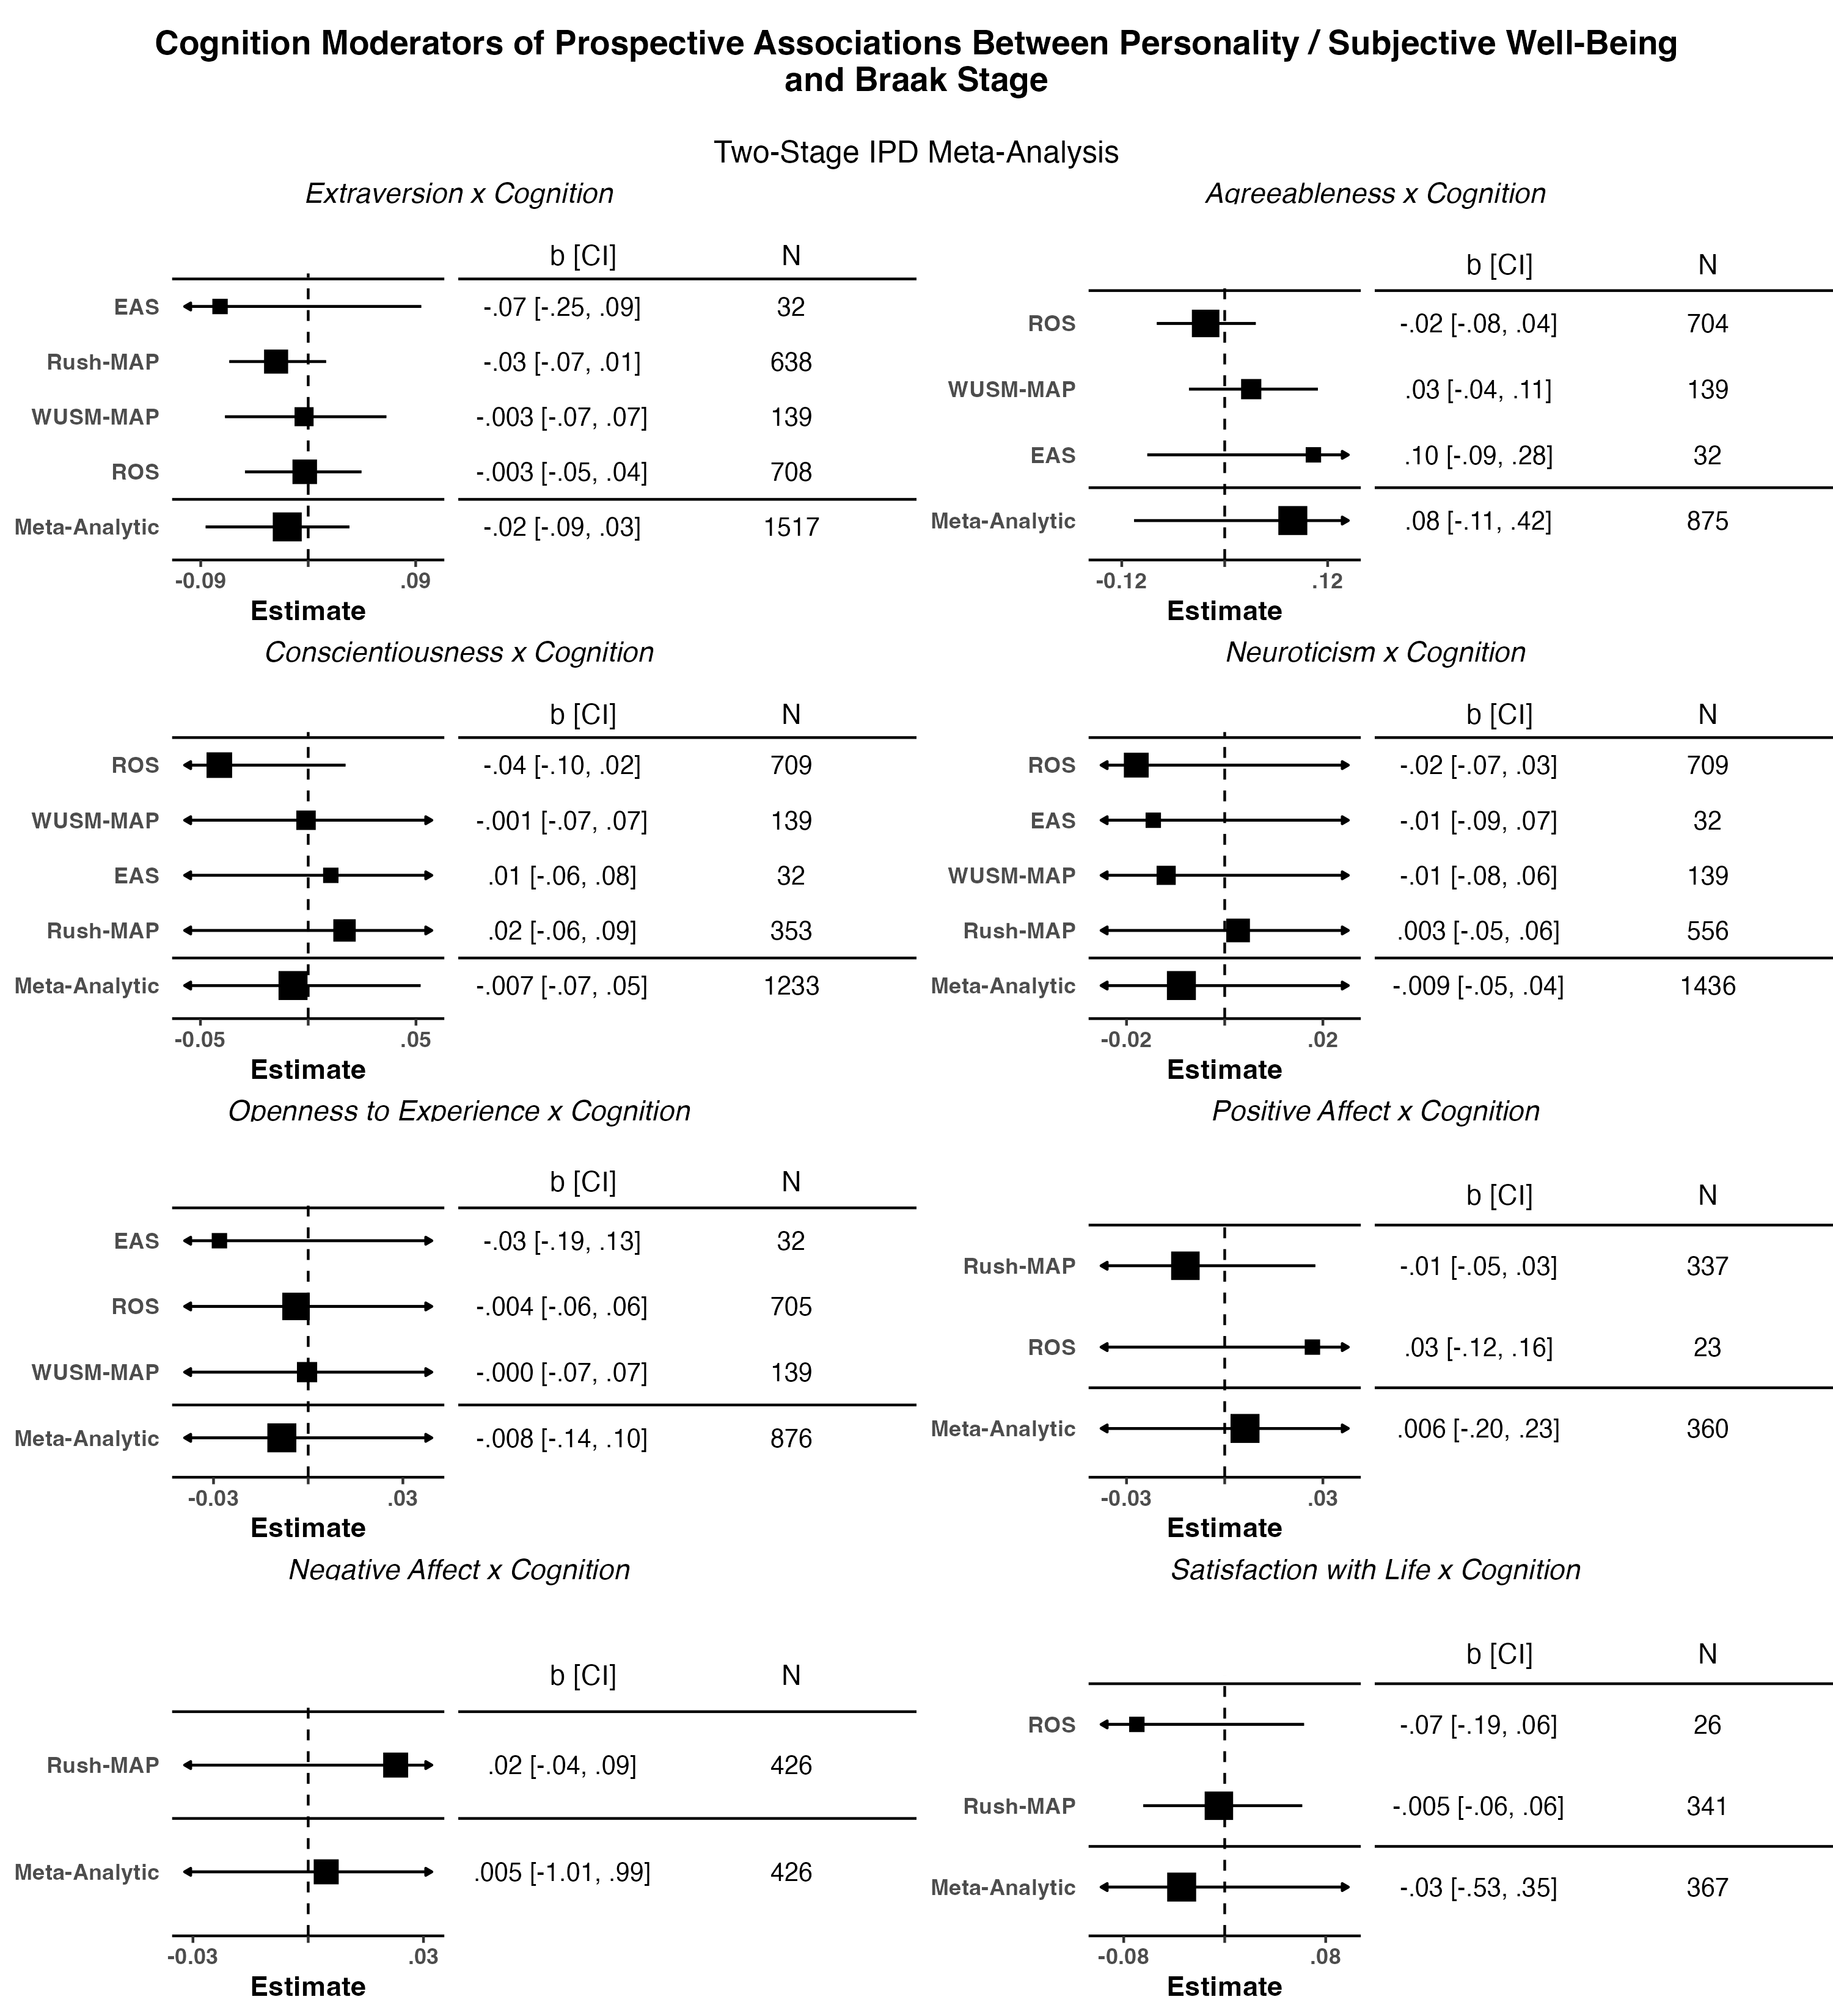 Cognition Moderators of Prospective Associations Between Personality / Subjective Well-Being
and Braak Stage
Two-Stage IPD Meta-Analysis
Extraversion x Cognition
b [CI] N
EAS -.07 [-.25, .09] 32
Rush-MAP -.03 [-.07, .01] 638
WUSM-MAP -.003 [-.07, .07] 139
ROS -.003 [-.05, .04] 708
Meta-Analytic -.02 [-.09, .03] 1517
-0.09 .09
Estimate
Agreeableness x Cognition
b [CI] N
ROS -.02 [-.08, .04] 704
WUSM-MAP .03 [-.04, .11] 139
EAS .10 [-.09, .28] 32
Meta-Analytic .08 [-.11, .42] 875
-0.12 .12
Estimate
Conscientiousness x Cognition
b [CI] N
ROS -.04 [-.10, .02] 709
WUSM-MAP -.001 [-.07, .07] 139
EAS .01 [-.06, .08] 32
Rush-MAP .02 [-.06, .09] 353
Meta-Analytic -.007 [-.07, .05] 1233
-0.05 .05
Estimate
Neuroticism x Cognition
b [CI] N
ROS -.02 [-.07, .03] 709
EAS -.01 [-.09, .07] 32
WUSM-MAP -.01 [-.08, .06] 139
Rush-MAP .003 [-.05, .06] 556
Meta-Analytic -.009 [-.05, .04] 1436
-0.02 .02
Estimate
Openness to Experience x Cognition
b [CI] N
EAS -.03 [-.19, .13] 32
ROS -.004 [-.06, .06] 705
WUSM-MAP -.000 [-.07, .07] 139
Meta-Analytic -.008 [-.14, .10] 876
-0.03 .03
Estimate
Positive Affect x Cognition
b [CI] N
Rush-MAP -.01 [-.05, .03] 337
ROS .03 [-.12, .16] 23
Meta-Analytic .006 [-.20, .23] 360
-0.03 .03
Estimate
Negative Affect x Cognition
b [CI] N
Rush-MAP .02 [-.04, .09] 426
Meta-Analytic .005 [-1.01, .99] 426
-0.03 .03
Estimate
Satisfaction with Life x Cognition
b [CI] N
ROS -.07 [-.19, .06] 26
Rush-MAP -.005 [-.06, .06] 341
Meta-Analytic -.03 [-.53, .35] 367
-0.08 .08
Estimate